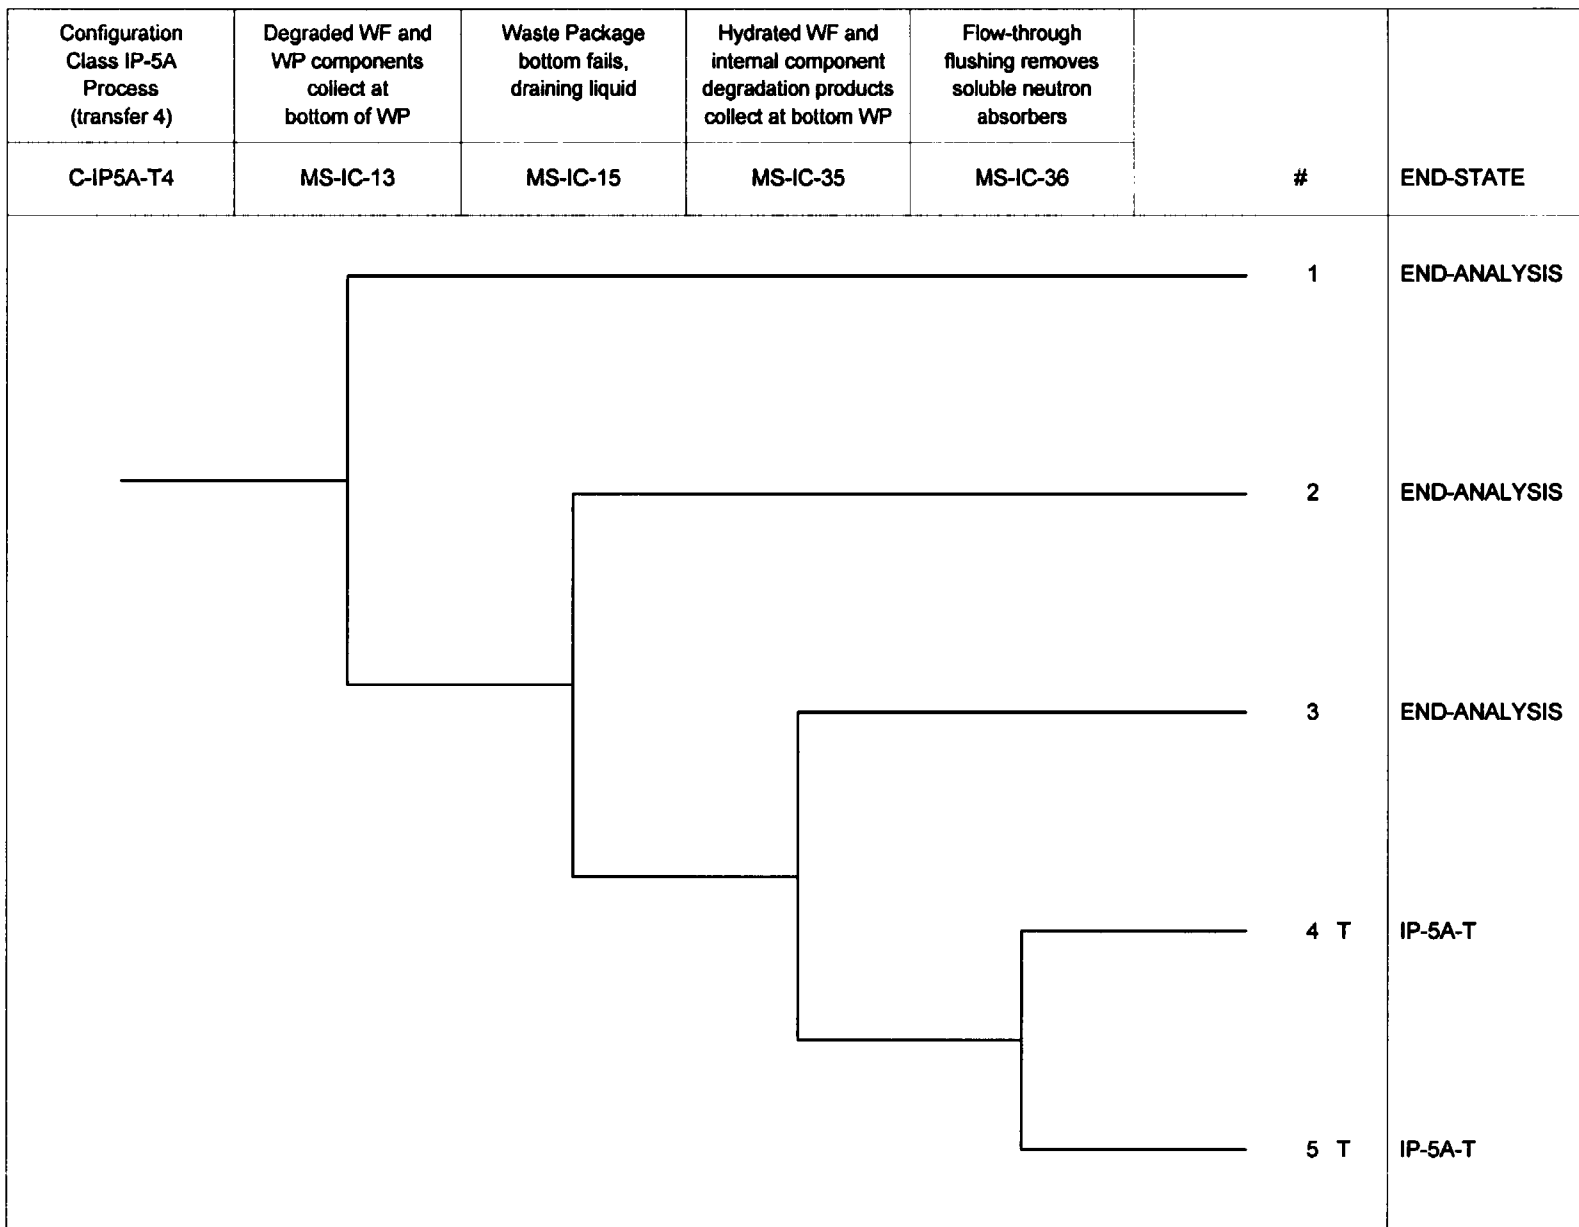 Configuration
Class IP-5A
Process
(transfer 4)
Degraded WF and
WP components
collect at
bottom of WP
Waste Package
bottom fails,
draining liquid
Hydrated WF and
internal component
degradation products
collect at bottom WP
Flow-through
flushing removes
soluble neutron
absorbers
C-IP5A-T4
MS-IC-13
MS-IC-15
MS-IC-35
MS-IC-36
#
END-STATE
1 END-ANALYSIS
2 END-ANALYSIS
3 END-ANALYSIS
4 T IP-5A-T
5 T IP-5A-T